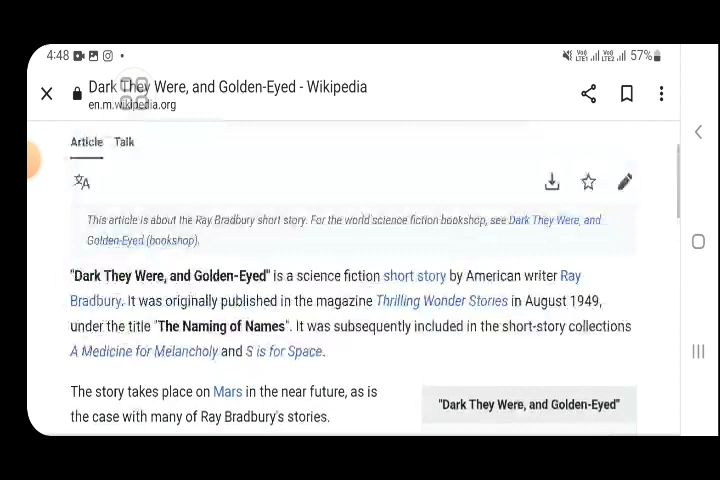 4:48
Vo) LTE1 Vo) LTE2 57%
Dark They Were, and Golden-Eyed - Wikipedia
en.m.wikipedia.org
Article Talk
This article is about the Ray Bradbury short story. For the world science fiction bookshop, see Dark They Were, and
Golden-Eyed (bookshop).
"Dark They Were, and Golden-Eyed" is a science fiction short story by American writer Ray
Bradbury. It was originally published in the magazine Thrilling Wonder Stories in August 1949,
under the title "The Naming of Names". It was subsequently included in the short-story collections
A Medicine for Melancholy and S is for Space.
The story takes place on Mars in the near future, as is
the case with many of Ray Bradbury's stories.
"Dark They Were, and Golden-Eyed"